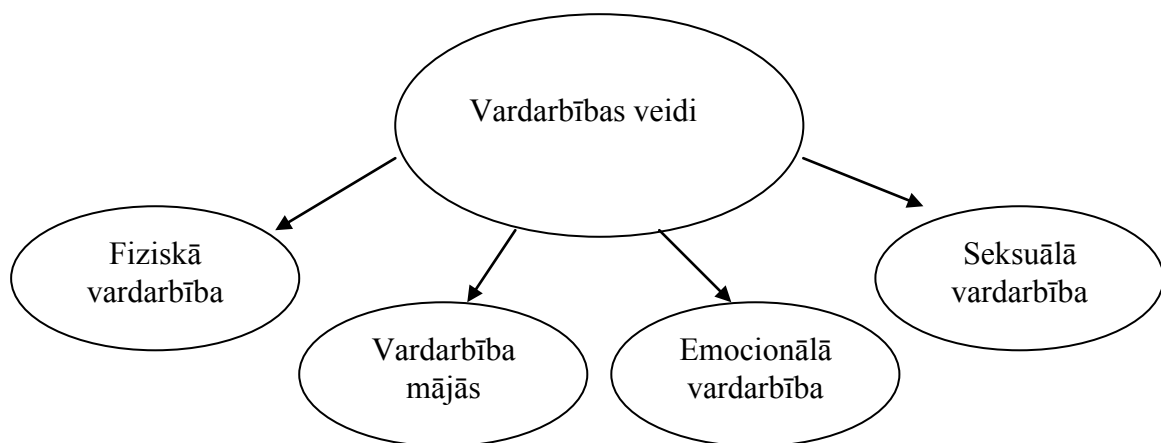 Vardarbības veidi
Fiziskā
vardarbība
Vardarbība
mājās
Emocionālā
vardarbība
Seksuālā
vardarbība